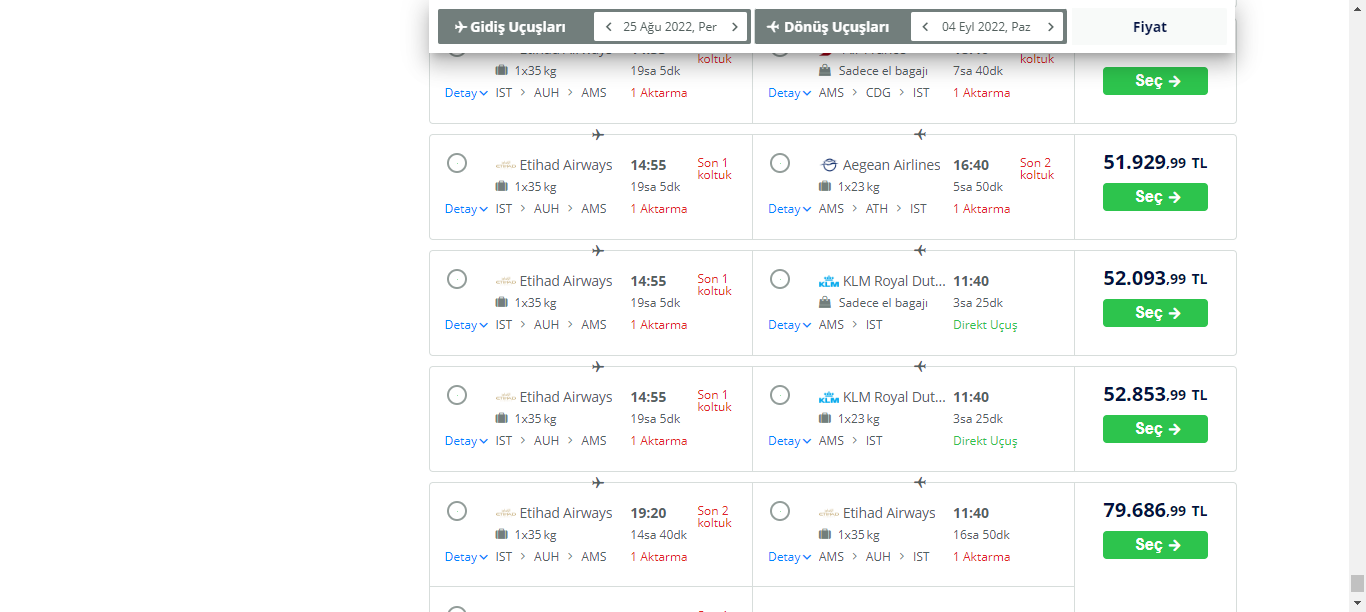 Gidiş Uçuşları
25 Ağu 2022, Per
Dönüş Uçuşları
04 Eyl 2022, Paz
Fiyat
koltuk
1x35 kg 19sa 5dk
Detay IST > AUH > AMS 1 Aktarma
koltuk
Sadece el bagajı 7sa 40dk
Detay AMS > CDG > IST 1 Aktarma
Seç →
Etihad Airways 14:55 Son 1
koltuk
1x35 kg 19sa 5dk
Detay IST > AUH > AMS 1 Aktarma
Aegean Airlines 16:40 Son 2
koltuk
1x23 kg 5sa 50dk
Detay AMS > ATH > IST 1 Aktarma
51.929,99 TL
Seç →
Etihad Airways 14:55 Son 1
koltuk
1x35 kg 19sa 5dk
Detay IST > AUH > AMS 1 Aktarma
KLM KLM Royal Dut... 11:40
Sadece el bagajı 3sa 25dk
Detay AMS > IST Direkt Uçuş
52.093,99 TL
Seç →
Etihad Airways 14:55 Son 1
koltuk
1x35 kg 19sa 5dk
Detay IST > AUH > AMS 1 Aktarma
KLM KLM Royal Dut... 11:40
1x23 kg 3sa 25dk
Detay AMS > IST Direkt Uçuş
52.853,99 TL
Seç →
Etihad Airways 19:20 Son 2
koltuk
1x35 kg 14sa 40dk
Detay IST > AUH > AMS 1 Aktarma
Etihad Airways 11:40
1x35 kg 16sa 50dk
Detay AMS > AUH > IST 1 Aktarma
79.686,99 TL
Seç →